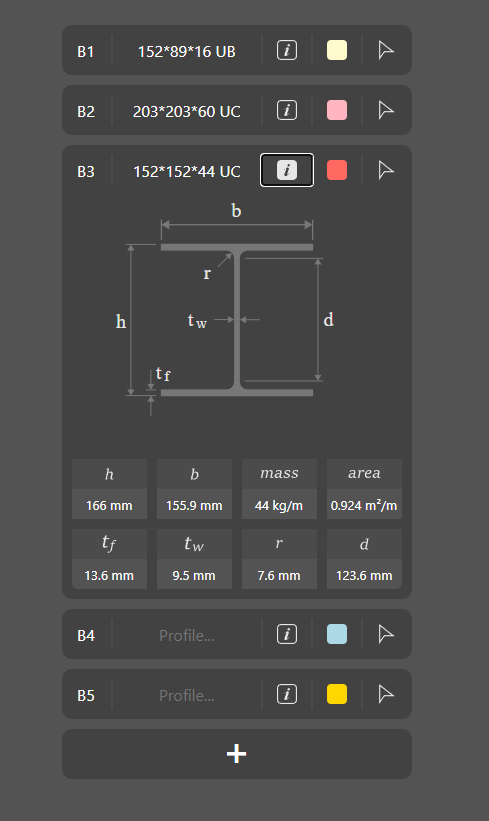 B1 152*89*16 UB i
B2 203*203*60 UC i
B3 152*152*44 UC i
b
r
h t w d
t f
h b mass area
166 mm 155.9 mm 44 kg/m 0.924 m²/m
t_f t_w r d
13.6 mm 9.5 mm 7.6 mm 123.6 mm
B4 Profile... i
B5 Profile... i
+